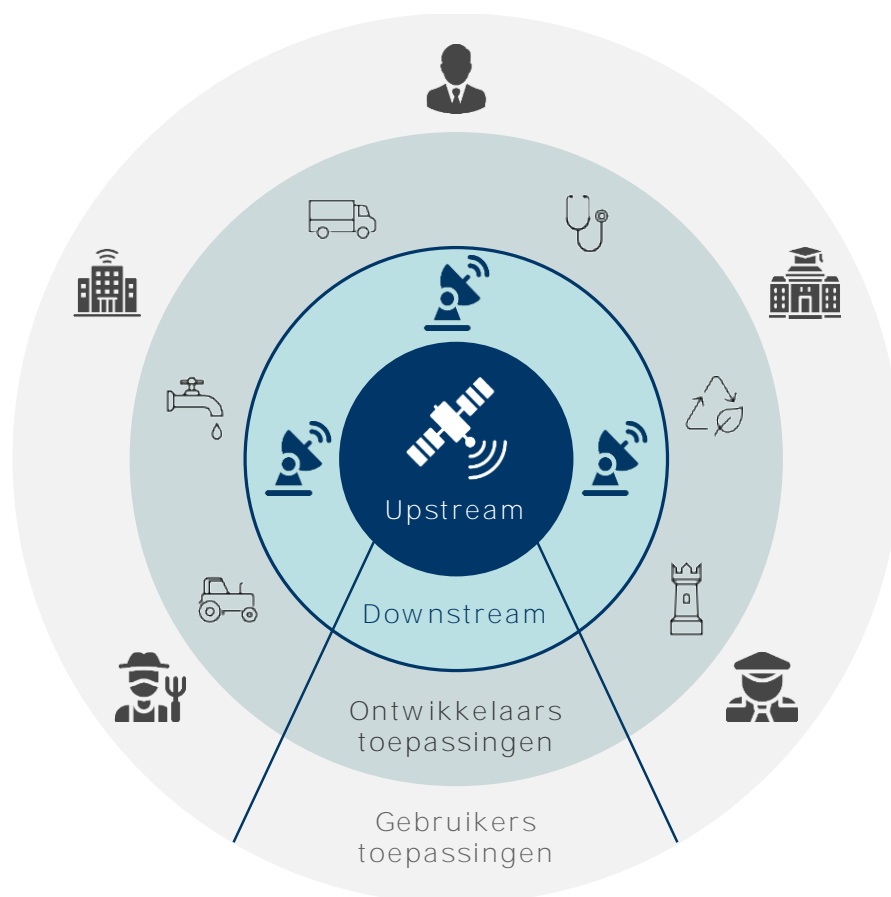 Upstream
Downstream
Ontwikkelaars
toepassingen
Gebruikers
toepassingen